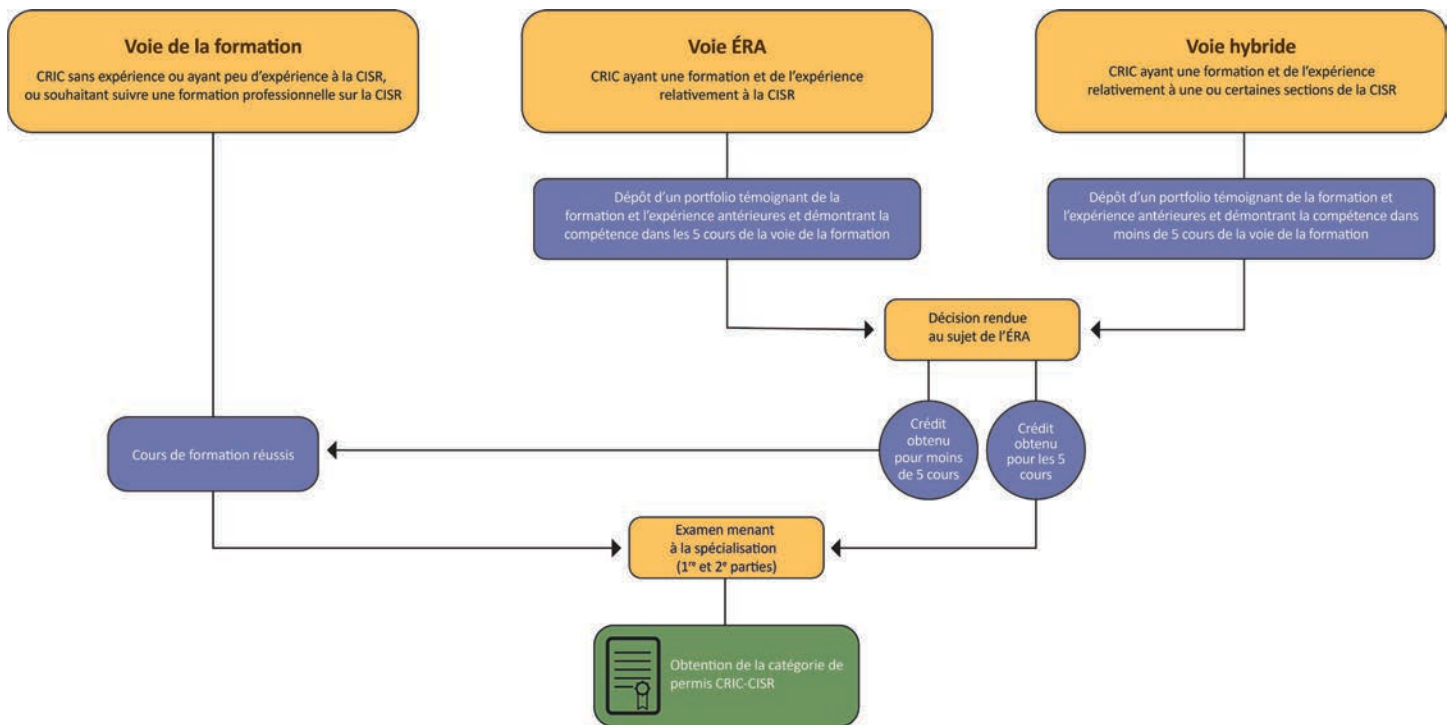 Voie de la formation
CRIC sans expérience ou ayant peu d'expérience à la CISR,
ou souhaitant suivre une formation professionnelle sur la CISR
Voie ÉRA
CRIC ayant une formation et de l'expérience
relativement à la CISR
Voie hybride
CRIC ayant une formation et de l'expérience
relativement à une ou certaines sections de la CISR
Dépôt d'un portfolio témoignant de la
formation et l'expérience antérieures et démontrant la
compétence dans les 5 cours de la voie de la formation
Dépôt d'un portfolio témoignant de la formation et
l'expérience antérieures et démontrant la compétence dans
moins de 5 cours de la voie de la formation
Décision rendue
au sujet de l'ÉRA
Cours de formation réussis
Crédit
obtenu
pour moins
de 5 cours
Crédit
obtenu
pour les 5
cours
Examen menant
à la spécialisation
(1re et 2e parties)
Obtention de la catégorie de
permis CRIC-CISR